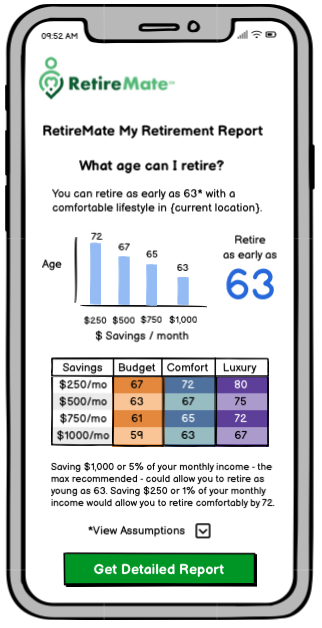 09:52 AM
RetireMate™
RetireMate My Retirement Report
What age can I retire?
You can retire as early as 63* with a
comfortable lifestyle in {current location}.
Age
72
67
65
63
$250 $500 $750 $1,000
$ Savings / month
Retire
as early as
63
Savings Budget Comfort Luxury
$250/mo 67 72 80
$500/mo 63 67 75
$750/mo 61 65 72
$1000/mo 59 63 67
Saving $1,000 or 5% of your monthly income - the
max recommended - could allow you to retire as
young as 63. Saving $250 or 1% of your monthly
income would allow you to retire comfortably by 72.
*View Assumptions
Get Detailed Report